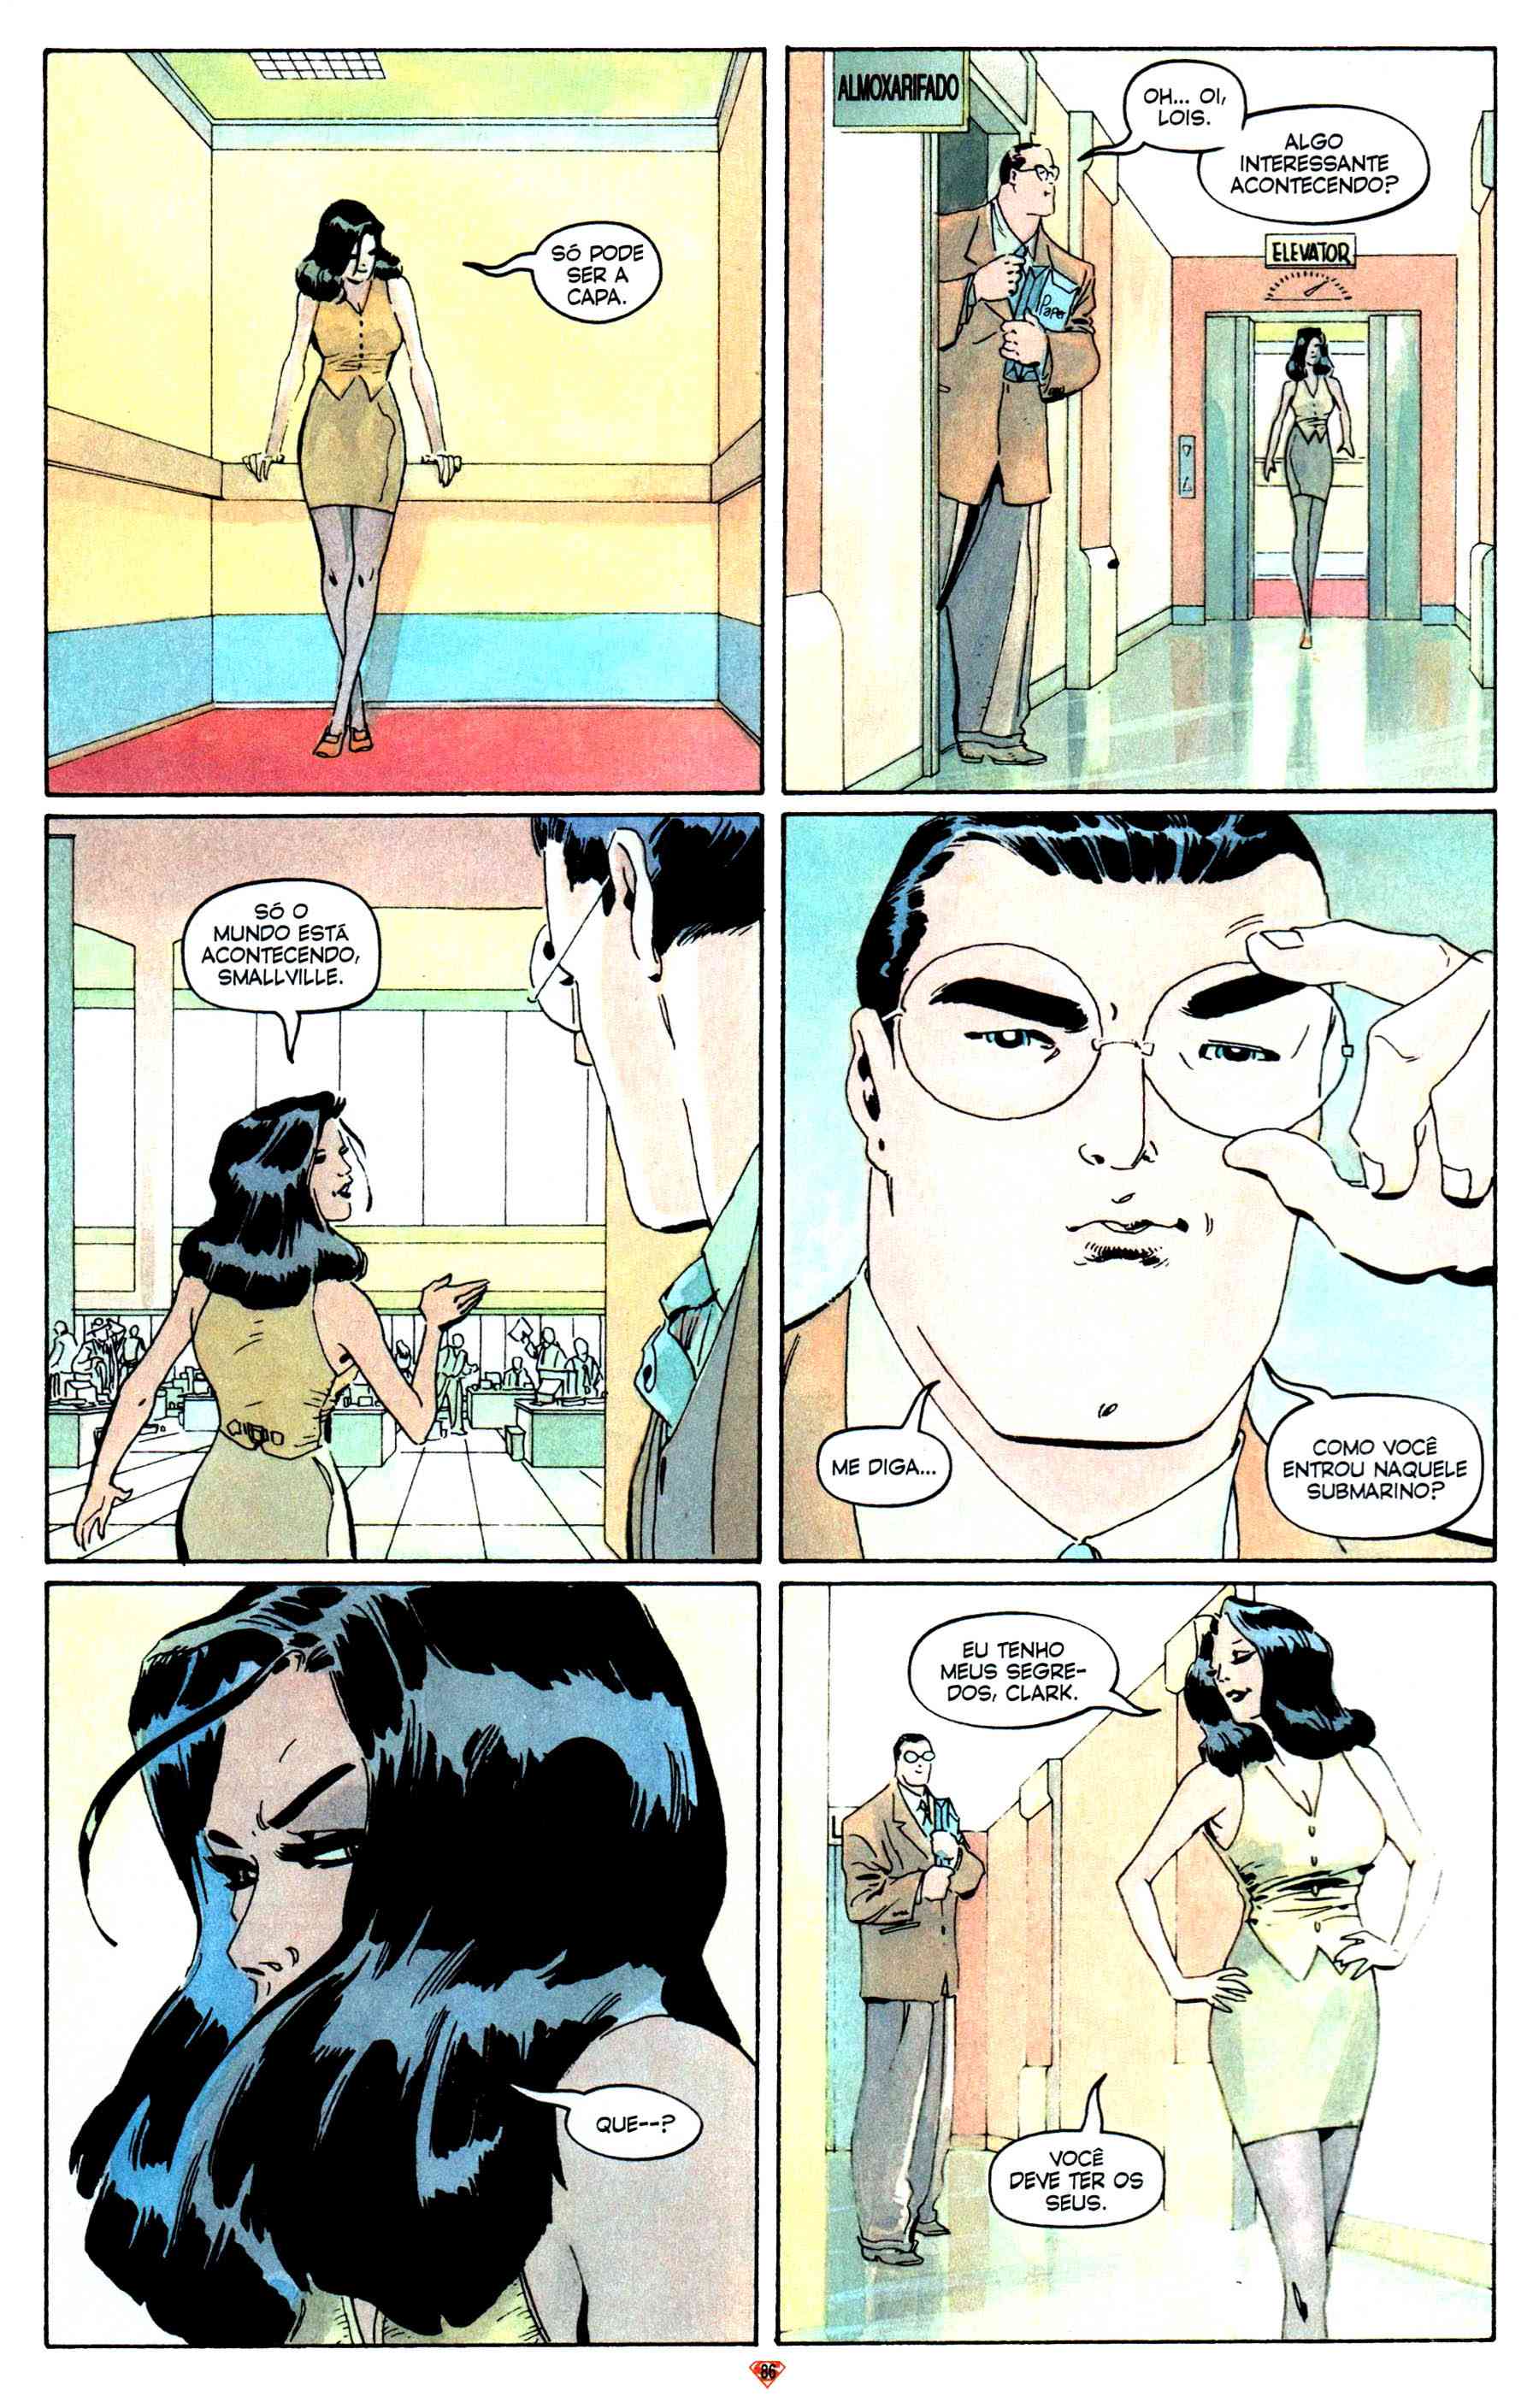 SÓ PODE
SER A
CAPA.
ALMOXARIFADO
OH... OI,
LOIS.
ALGO
INTERESSANTE
ACONTECENDO?
ELEVATOR
Paper
SÓ O
MUNDO ESTÁ
ACONTECENDO,
SMALLVILLE.
ME DIGA...
COMO VOCÊ
ENTROU NAQUELE
SUBMARINO?
QUE--?
EU TENHO
MEUS SEGRE-
DOS, CLARK.
VOCÊ
DEVE TER OS
SEUS.
86